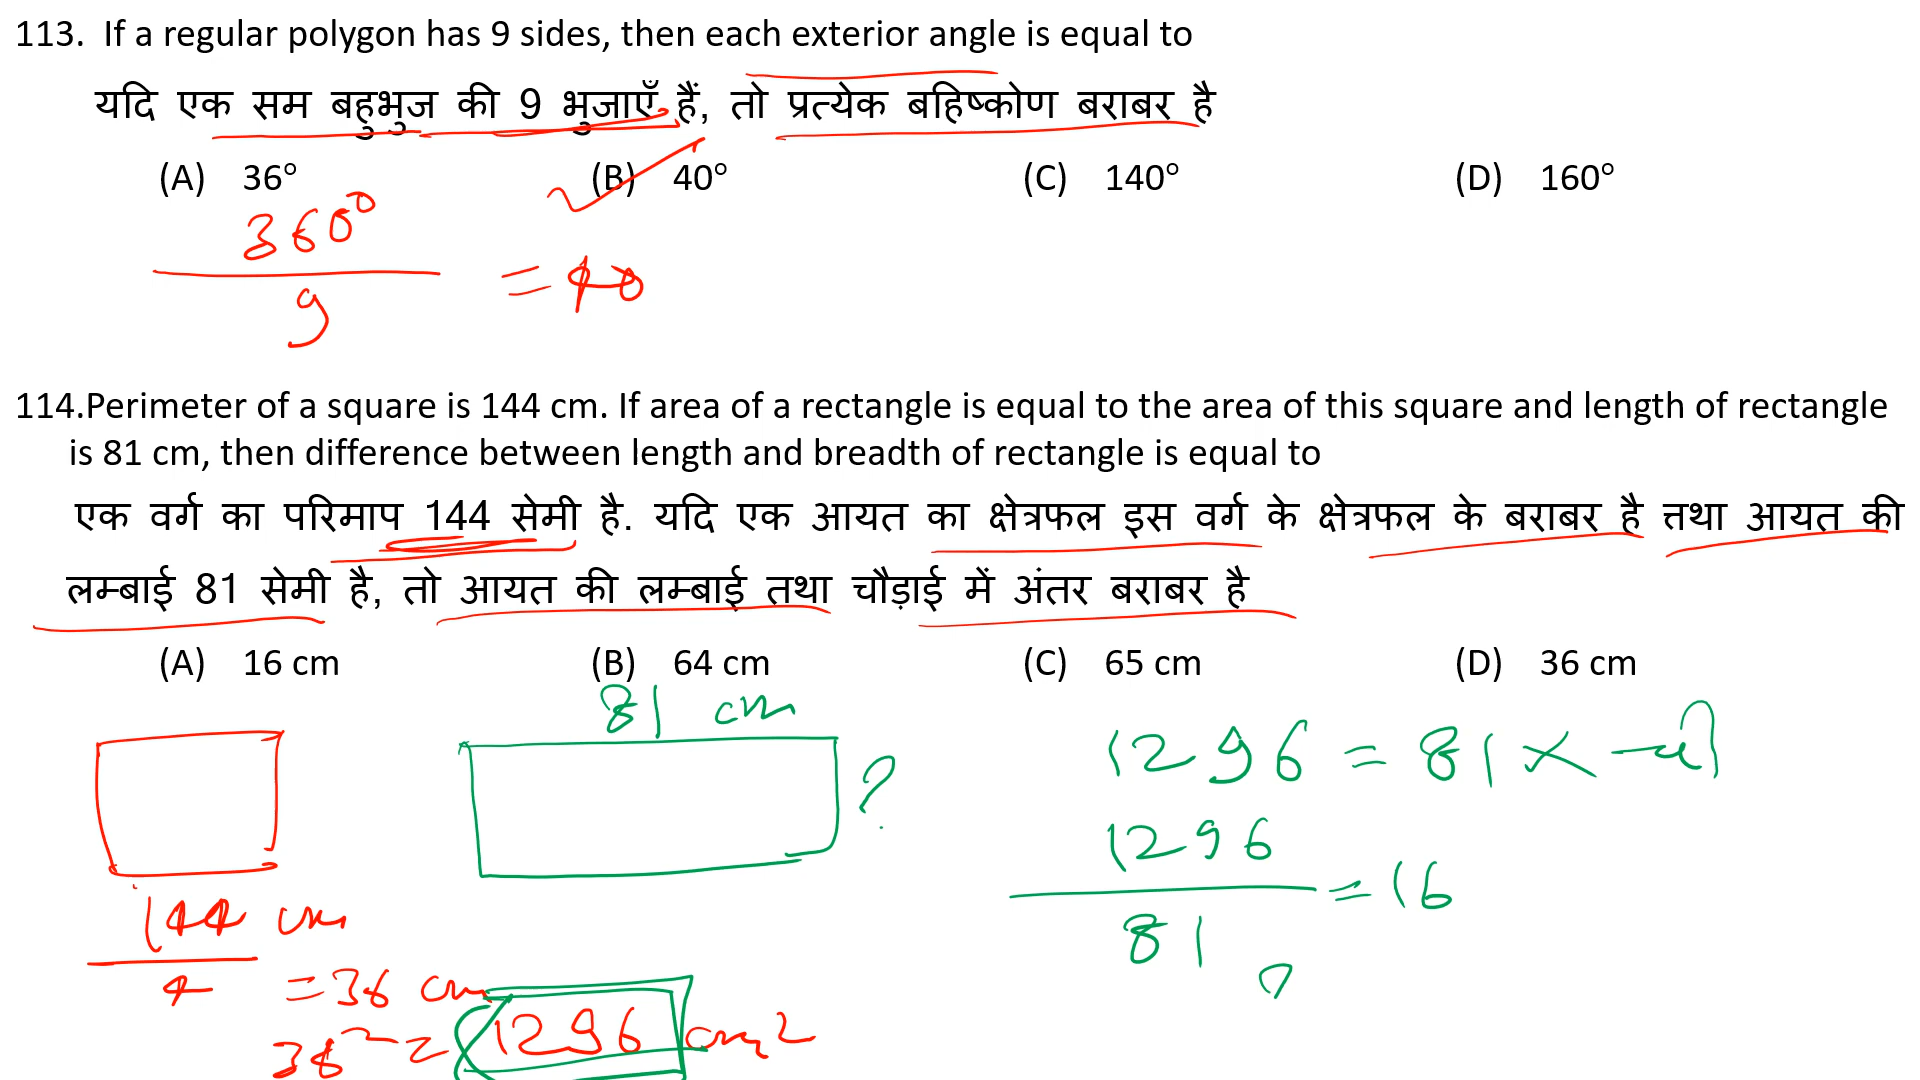 113. If a regular polygon has 9 sides, then each exterior angle is equal to
यदि एक सम बहुभुज की 9 भुजाएँ हैं, तो प्रत्येक बहिष्कोण बराबर है
(A) 36° (B) 40° (C) 140° (D) 160°
360°
9
= 40
114.Perimeter of a square is 144 cm. If area of a rectangle is equal to the area of this square and length of rectangle
is 81 cm, then difference between length and breadth of rectangle is equal to
एक वर्ग का परिमाप 144 सेमी है. यदि एक आयत का क्षेत्रफल इस वर्ग के क्षेत्रफल के बराबर है तथा आयत की
लम्बाई 81 सेमी है, तो आयत की लम्बाई तथा चौड़ाई में अंतर बराबर है
(A) 16 cm (B) 64 cm (C) 65 cm (D) 36 cm
81 cm
?
144 cm
4
= 36 cm
36² = 1296 cm²
1296 = 81 ×
1296
81
= 16